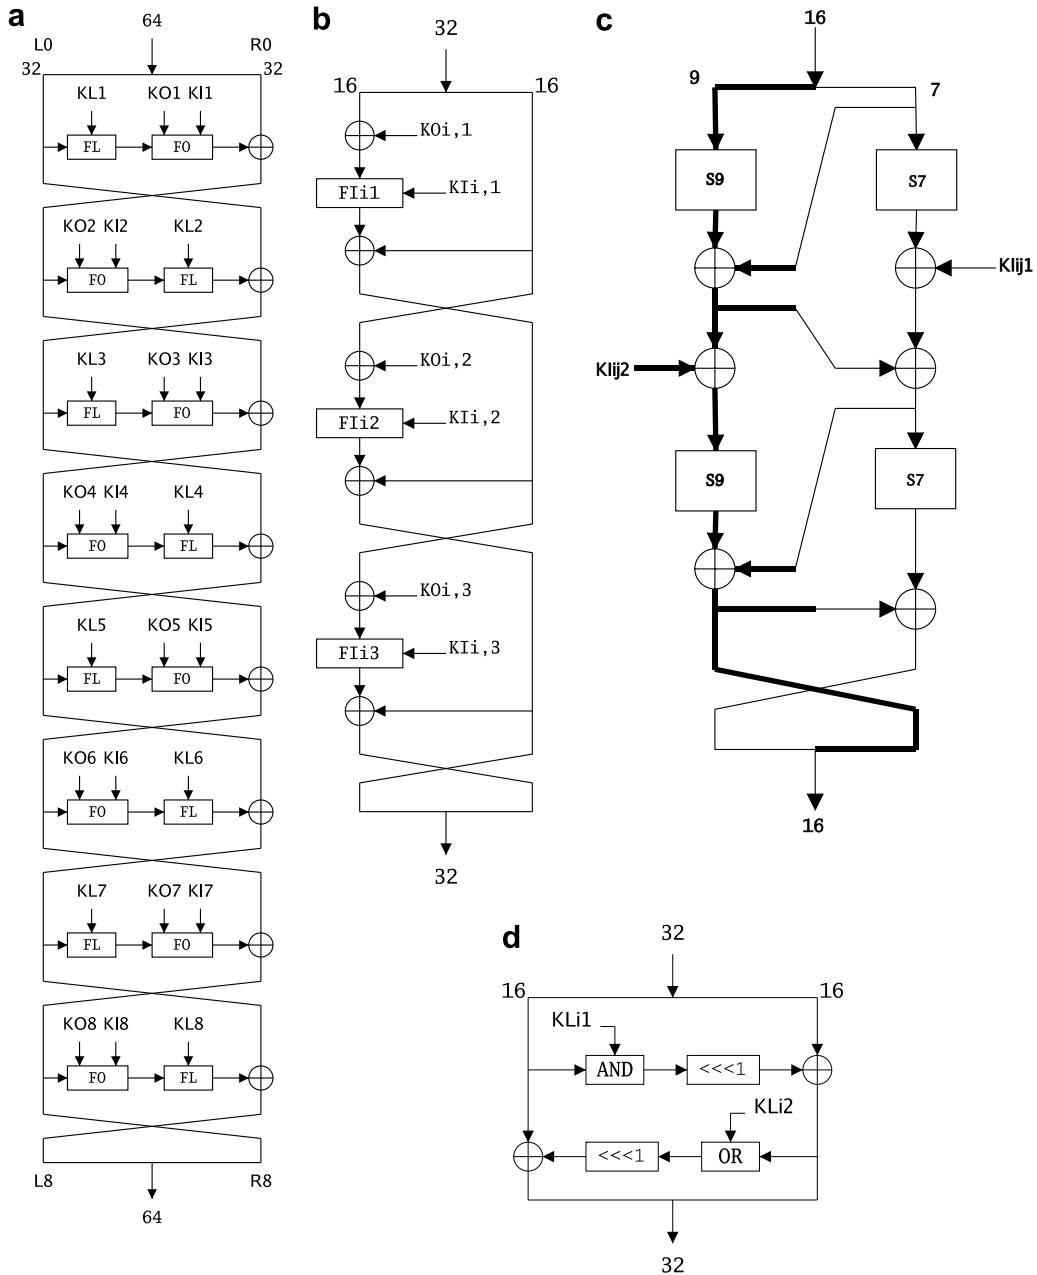 a
64
L0 R0
32 32
KL1 KO1 KI1
FL FO
KO2 KI2 KL2
FO FL
KL3 KO3 KI3
FL FO
KO4 KI4 KL4
FO FL
KL5 KO5 KI5
FL FO
KO6 KI6 KL6
FO FL
KL7 KO7 KI7
FL FO
KO8 KI8 KL8
FO FL
L8 R8
64
b
32
16 16
KOi,1
FIi1 KIi,1
KOi,2
FIi2 KIi,2
KOi,3
FIi3 KIi,3
32
c
16
9 7
S9 S7
KIij1
KIij2
S9 S7
16
d
32
16 16
KLi1
AND <<<1
KLi2
<<<1 OR
32